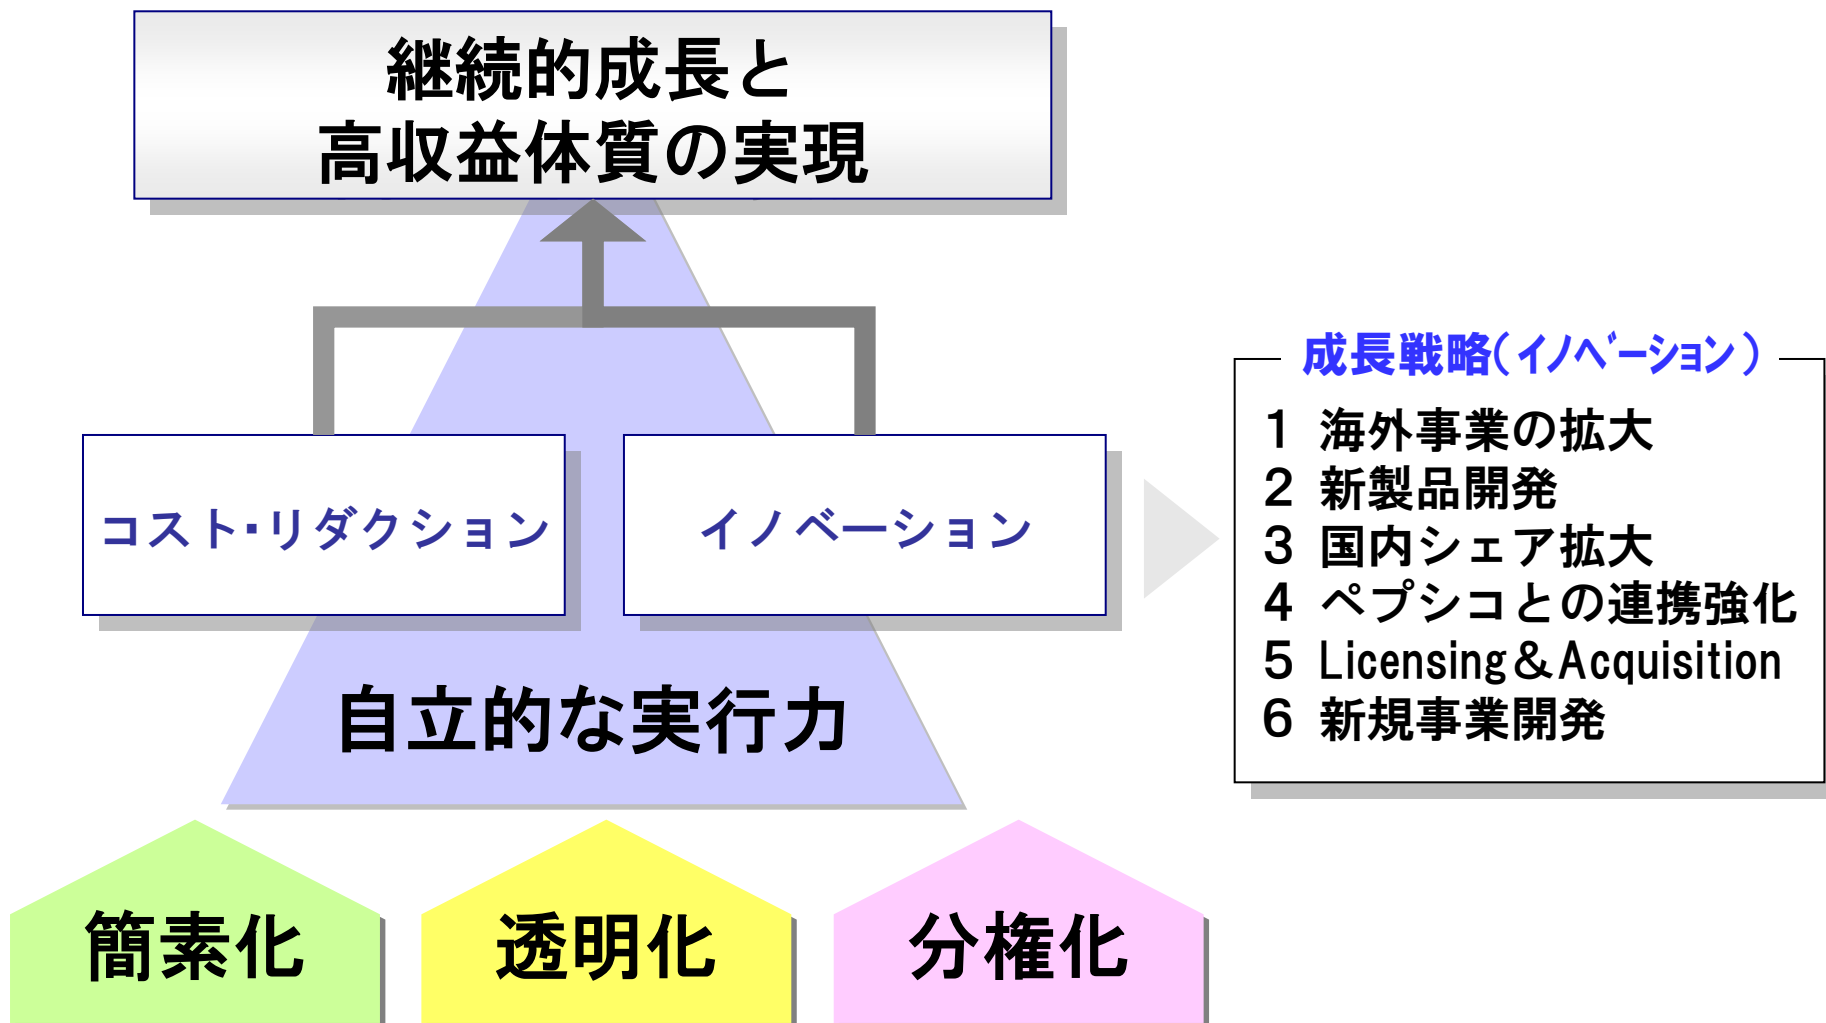 継続的成長と
高収益体質の実現
コスト・リダクション
イノベーション
自立的な実行力
簡素化
透明化
分権化
成長戦略(ｲﾉﾍﾞｰｼｮﾝ)
１ 海外事業の拡大
２ 新製品開発
３ 国内シェア拡大
４ ペプシコとの連携強化
５ Licensing＆Acquisition
６ 新規事業開発